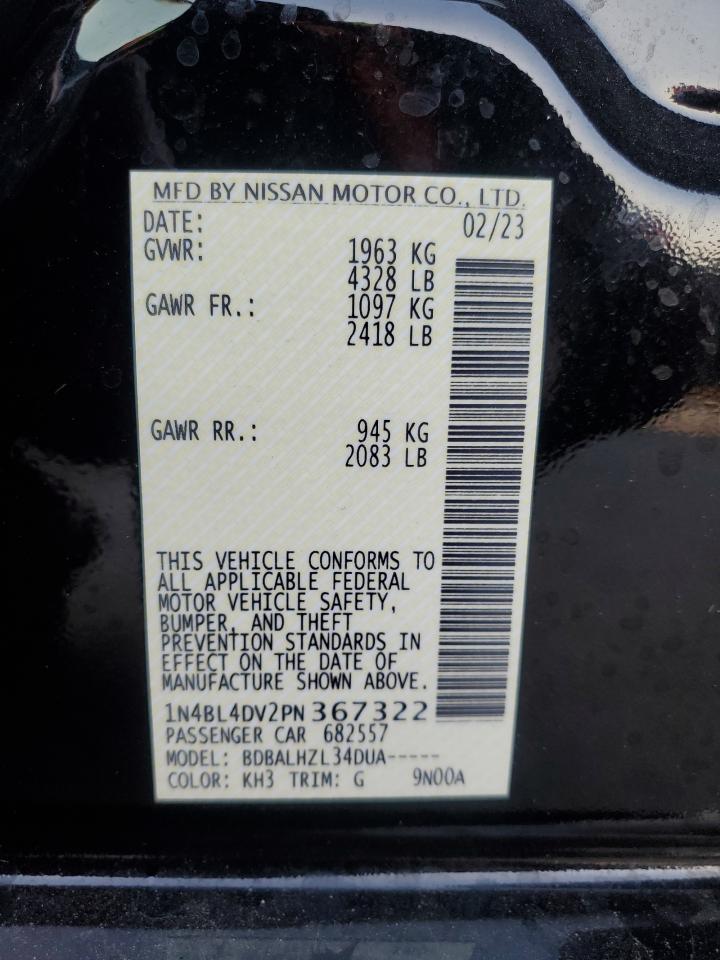 MFD BY NISSAN MOTOR CO., LTD.
DATE: 02/23
GVWR: 1963 KG
4328 LB
GAWR FR.: 1097 KG
2418 LB
GAWR RR.: 945 KG
2083 LB
THIS VEHICLE CONFORMS TO
ALL APPLICABLE FEDERAL
MOTOR VEHICLE SAFETY,
BUMPER, AND THEFT
PREVENTION STANDARDS IN
EFFECT ON THE DATE OF
MANUFACTURE SHOWN ABOVE.
1N4BL4DV2PN367322
PASSENGER CAR 682557
MODEL: BDBALHZL34DUA-----
COLOR: KH3 TRIM: G 9N00A